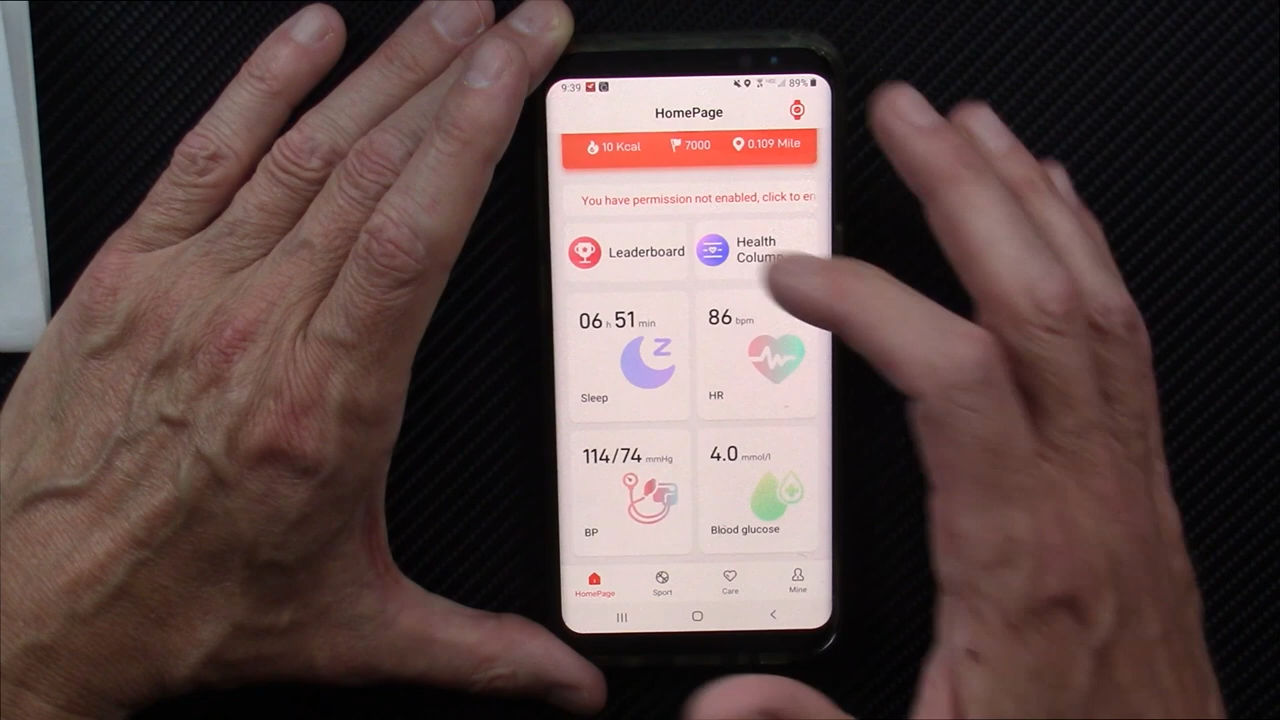 9:39 89%
HomePage
10 Kcal 7000 0.109 Mile
You have permission not enabled, click to en
Leaderboard
Health
Column
06 h 51 min
Sleep
86 bpm
HR
114/74 mmHg
BP
4.0 mmol/l
Blood glucose
HomePage Sport Care Mine